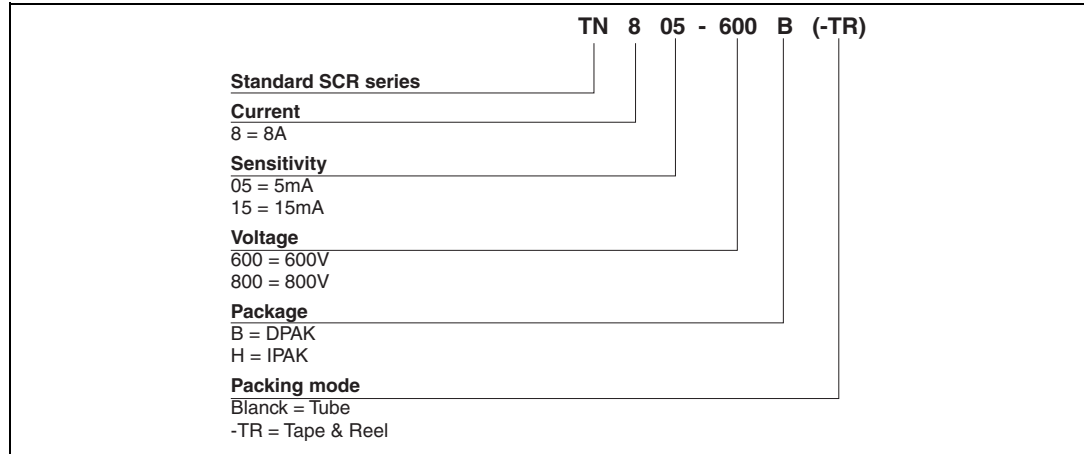 TN 8 05 - 600 B (-TR)
Standard SCR series
Current
8 = 8A
Sensitivity
05 = 5mA
15 = 15mA
Voltage
600 = 600V
800 = 800V
Package
B = DPAK
H = IPAK
Packing mode
Blanck = Tube
-TR = Tape & Reel